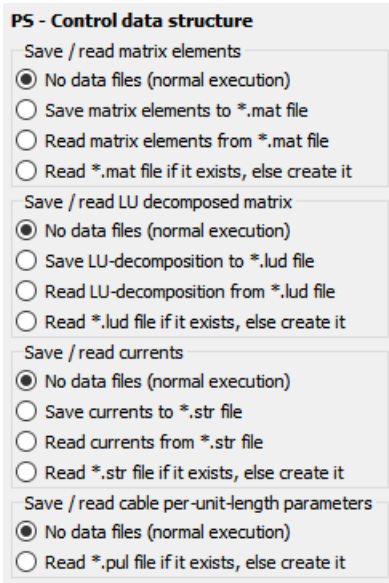 PS - Control data structure
Save / read matrix elements
No data files (normal execution)
Save matrix elements to *.mat file
Read matrix elements from *.mat file
Read *.mat file if it exists, else create it
Save / read LU decomposed matrix
No data files (normal execution)
Save LU-decomposition to *.lud file
Read LU-decomposition from *.lud file
Read *.lud file if it exists, else create it
Save / read currents
No data files (normal execution)
Save currents to *.str file
Read currents from *.str file
Read *.str file if it exists, else create it
Save / read cable per-unit-length parameters
No data files (normal execution)
Read *.pul file if it exists, else create it